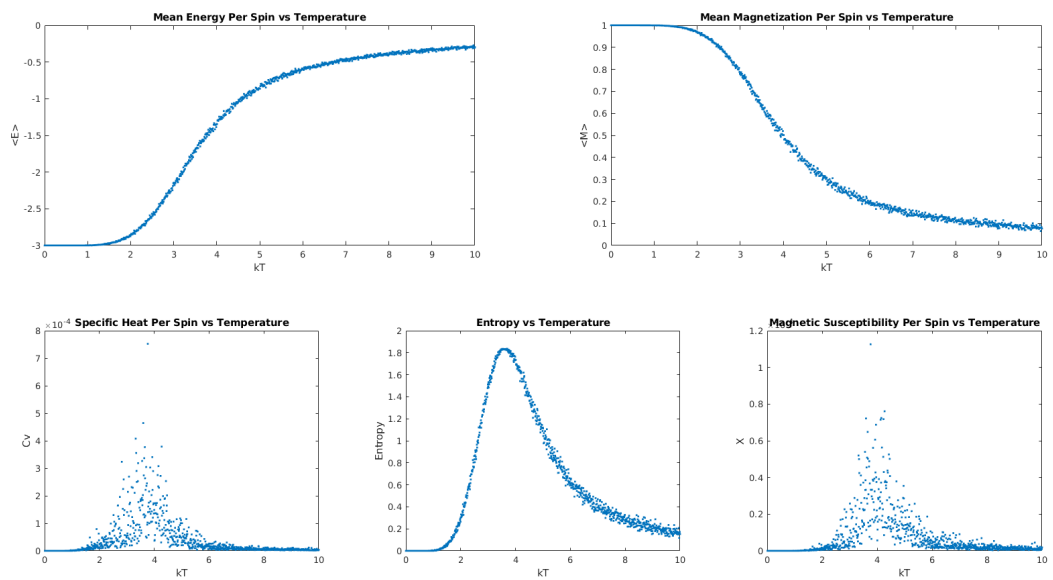 Mean Energy Per Spin vs Temperature
0
-0.5
-1
-1.5
-2
-2.5
-3
<E>
0 1 2 3 4 5 6 7 8 9 10
kT
Mean Magnetization Per Spin vs Temperature
1
0.9
0.8
0.7
0.6
0.5
0.4
0.3
0.2
0.1
0
<M>
0 1 2 3 4 5 6 7 8 9 10
kT
×10-4
Specific Heat Per Spin vs Temperature
8
7
6
5
4
3
2
1
0
Cv
0 2 4 6 8 10
kT
Entropy vs Temperature
2
1.8
1.6
1.4
1.2
1
0.8
0.6
0.4
0.2
0
Entropy
0 2 4 6 8 10
kT
Magnetic Susceptibility Per Spin vs Temperature
1.2
1
0.8
0.6
0.4
0.2
0
X
0 2 4 6 8 10
kT